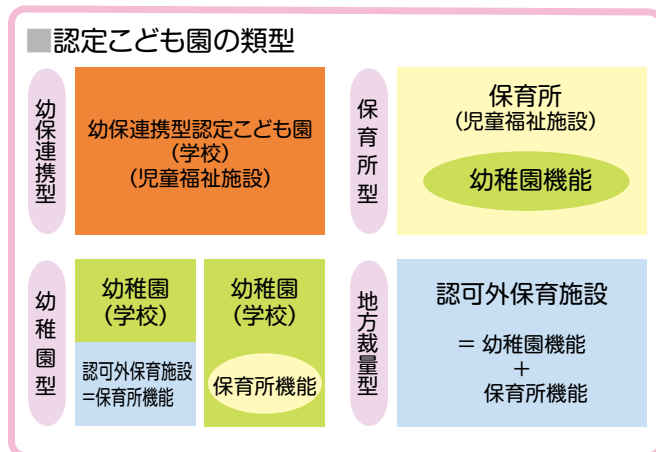 ■認定こども園の類型
幼保連携型
幼保連携型認定こども園
(学校)
(児童福祉施設)
保育所型
保育所
(児童福祉施設)
幼稚園機能
幼稚園型
幼稚園
(学校)
認可外保育施設
=保育所機能
幼稚園
(学校)
保育所機能
地方裁量型
認可外保育施設
= 幼稚園機能
+
保育所機能